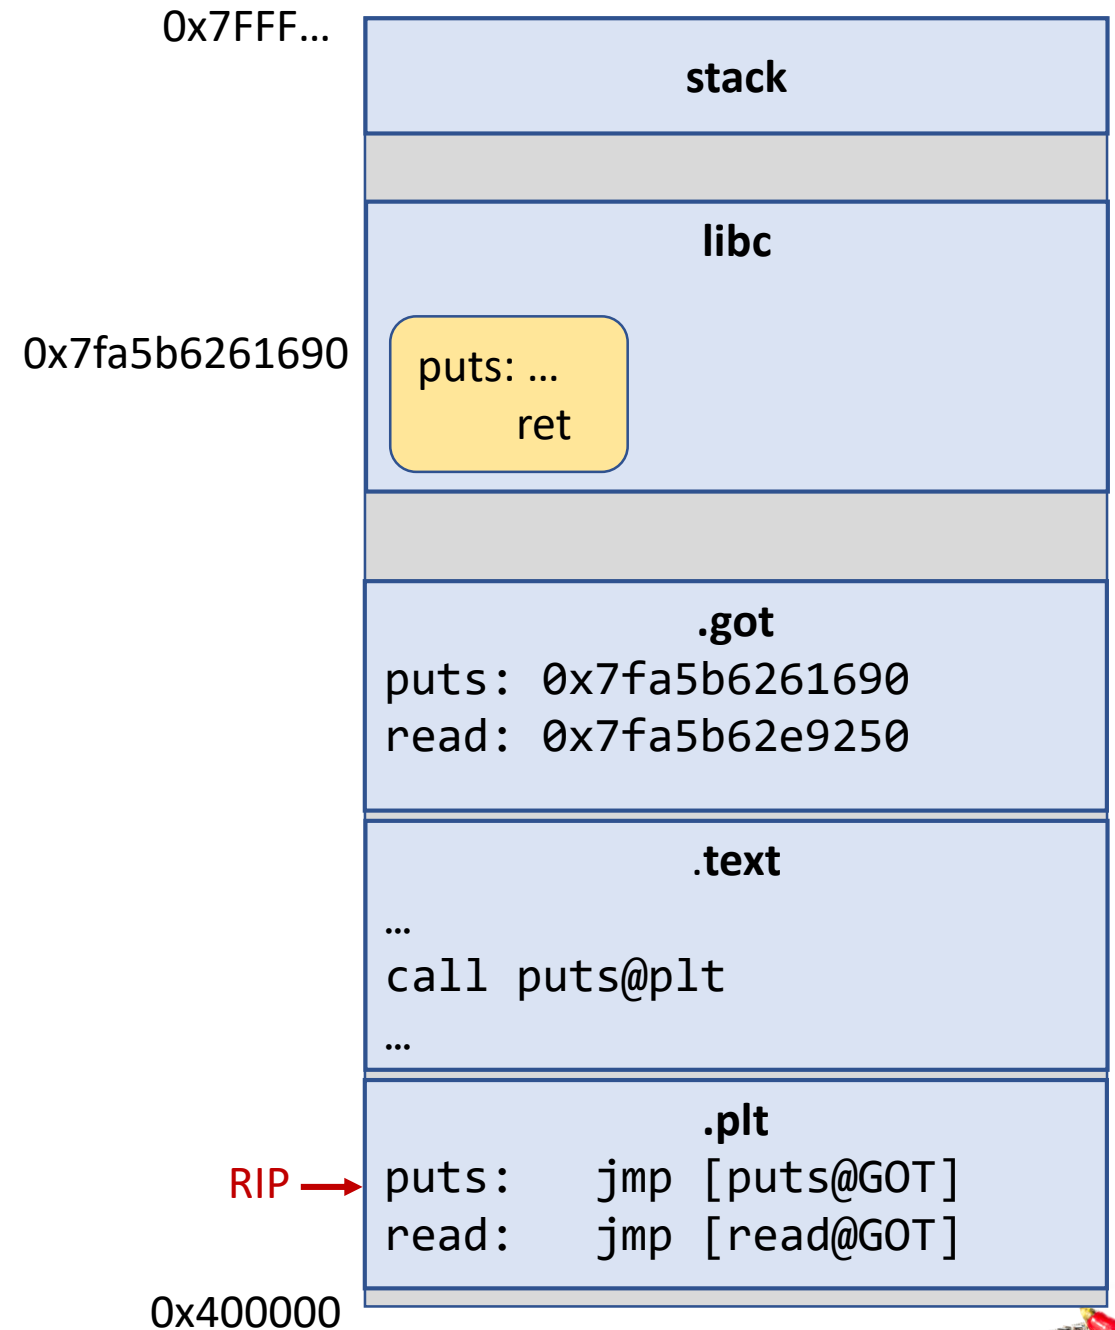 0x7FFF…
stack
libc
0x7fa5b6261690
puts: …
ret
.got
puts: 0x7fa5b6261690
read: 0x7fa5b62e9250
.text
…
call puts@plt
…
.plt
RIP
puts: jmp [puts@GOT]
read: jmp [read@GOT]
0x400000